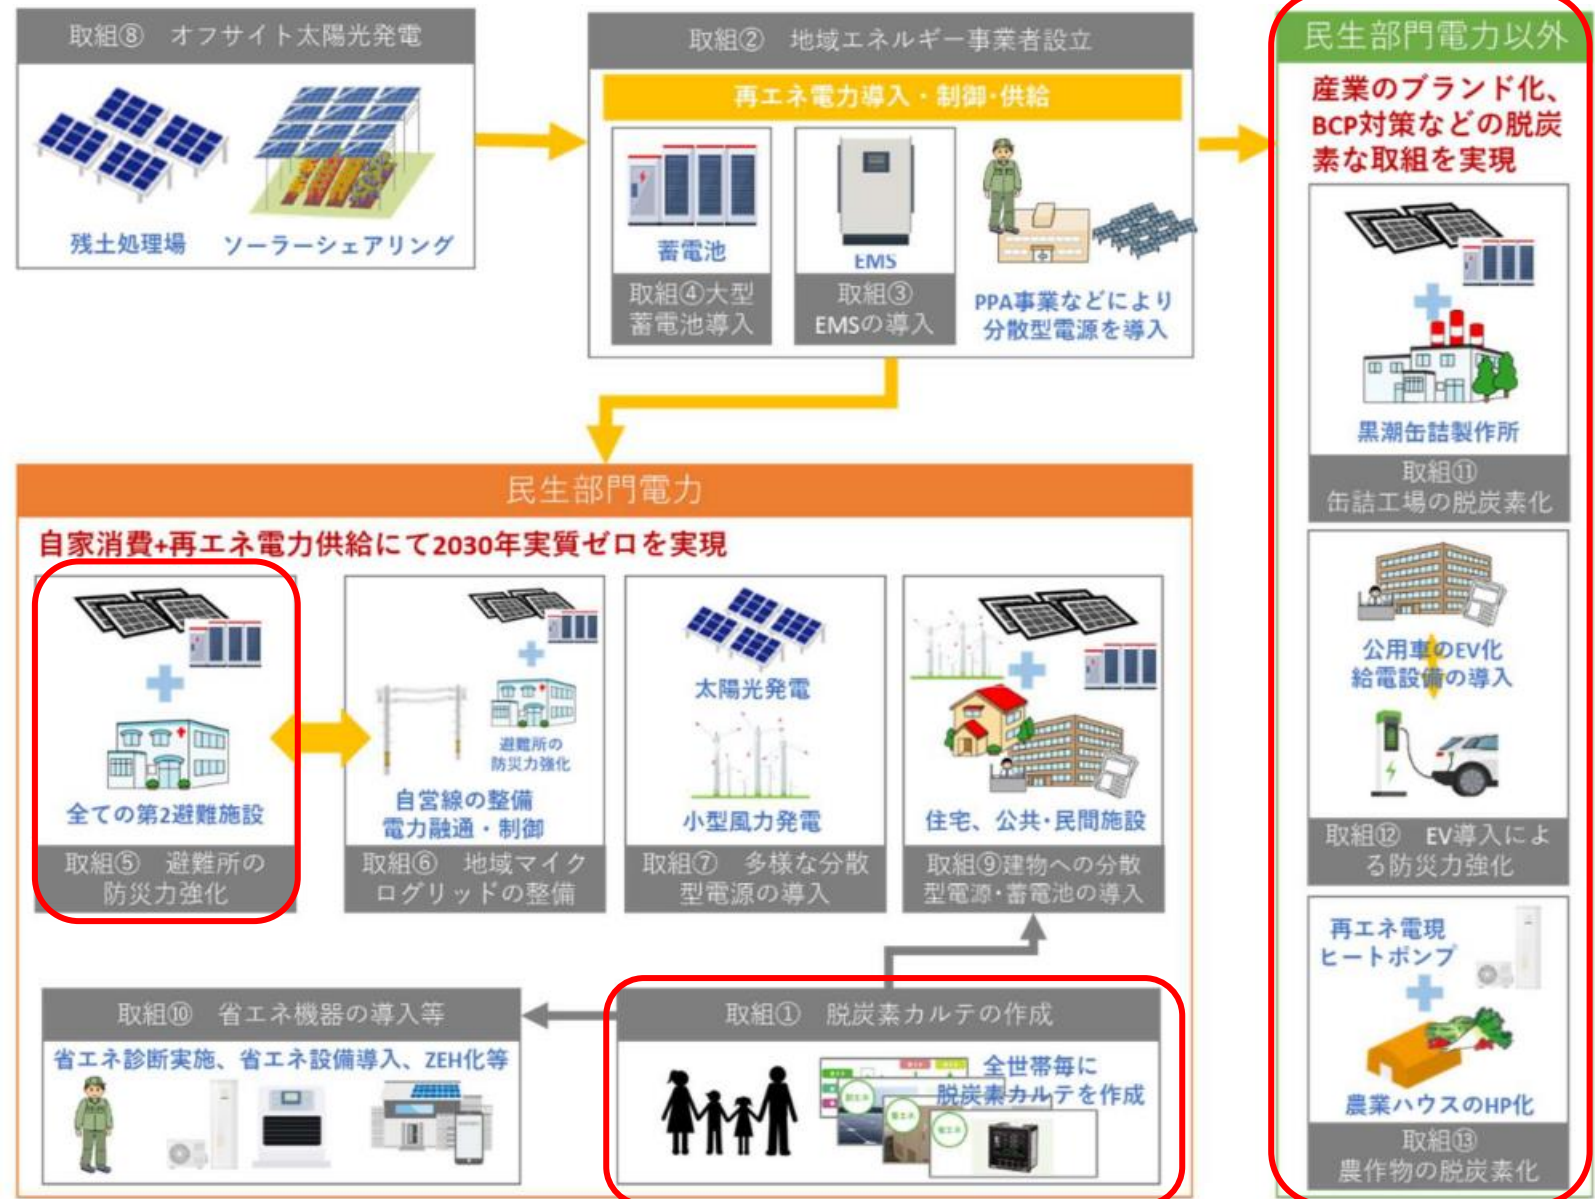 取組⑧ オフサイト太陽光発電
残土処理場
ソーラーシェアリング
取組② 地域エネルギー事業者設立
再エネ電力導入・制御・供給
蓄電池
取組④大型
蓄電池導入
EMS
取組③
EMSの導入
PPA事業などにより
分散型電源を導入
民生部門電力以外
産業のブランド化、
BCP対策などの脱炭
素な取組を実現
黒潮缶詰製作所
取組⑪
缶詰工場の脱炭素化
公用車のEV化
給電設備の導入
取組⑫ EV導入によ
る防災力強化
再エネ電現
ヒートポンプ
農業ハウスのHP化
取組⑬
農作物の脱炭素化
民生部門電力
自家消費+再エネ電力供給にて2030年実質ゼロを実現
全ての第2避難施設
取組⑤ 避難所の
防災力強化
避難所の
防災力強化
自営線の整備
電力融通・制御
取組⑥ 地域マイク
ログリッドの整備
太陽光発電
小型風力発電
取組⑦ 多様な分散
型電源の導入
住宅、公共・民間施設
取組⑨建物への分散
型電源・蓄電池の導入
取組⑩ 省エネ機器の導入等
省エネ診断実施、省エネ設備導入、ZEH化等
取組① 脱炭素カルテの作成
全世帯毎に
脱炭素カルテを作成
創エネ
省エネ
省エネ